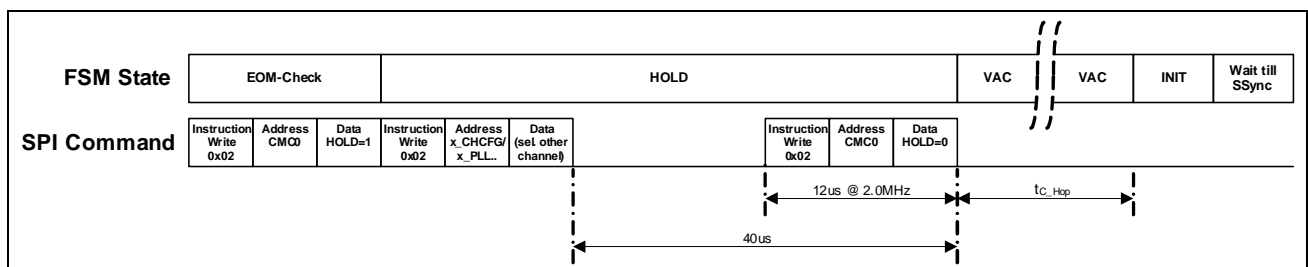 FSM State
EOM-Check
HOLD
VAC
VAC
INIT
Wait till
SSync
SPI Command
Instruction
Write
0x02
Address
CMC0
Data
HOLD=1
Instruction
Write
0x02
Address
x_CHCFG/
x_PLL..
Data
(sel. other
channel)
Instruction
Write
0x02
Address
CMC0
Data
HOLD=0
12us @ 2.0MHz
tC_Hop
40us